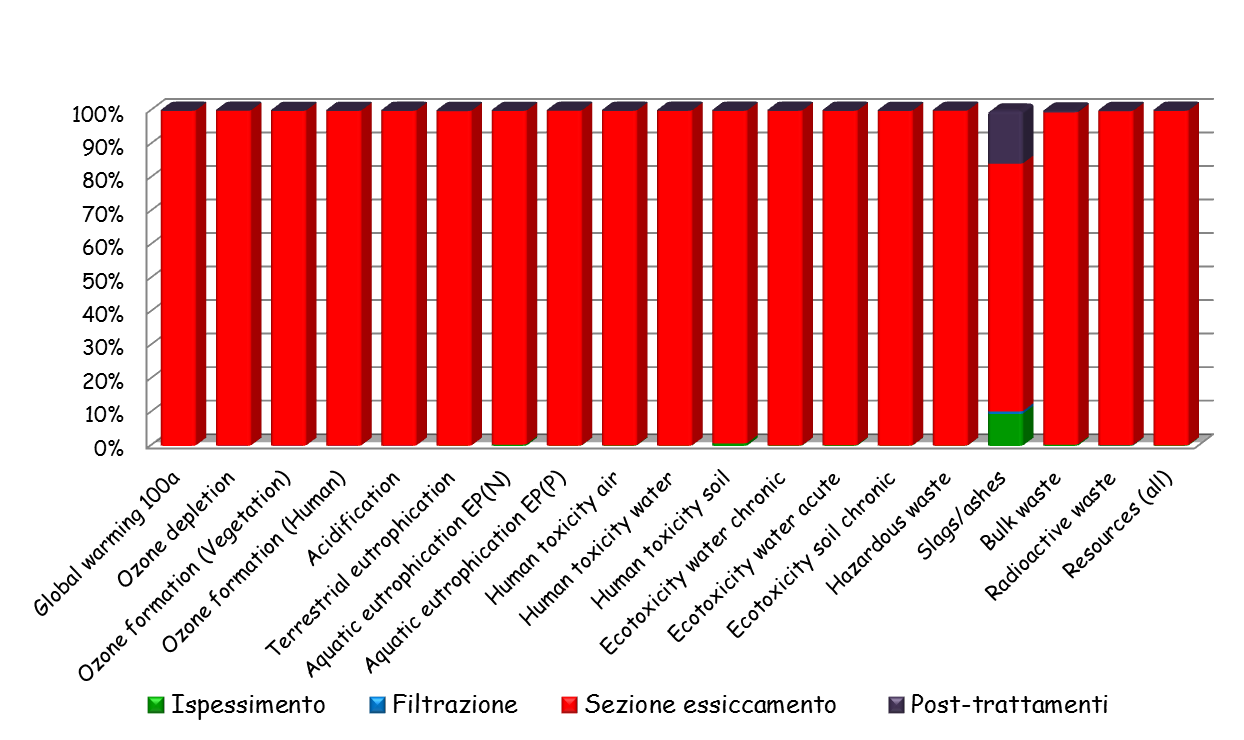 100%
90%
80%
70%
60%
50%
40%
30%
20%
10%
0%
Global warming 100a
Ozone depletion
Ozone formation (Vegetation)
Ozone formation (Human)
Acidification
Terrestrial eutrophication
Aquatic eutrophication EP(N)
Aquatic eutrophication EP(P)
Human toxicity air
Human toxicity water
Human toxicity soil
Ecotoxicity water chronic
Ecotoxicity water acute
Ecotoxicity soil chronic
Hazardous waste
Slags/ashes
Bulk waste
Radioactive waste
Resources (all)
Ispessimento Filtrazione Sezione essiccamento Post-trattamenti